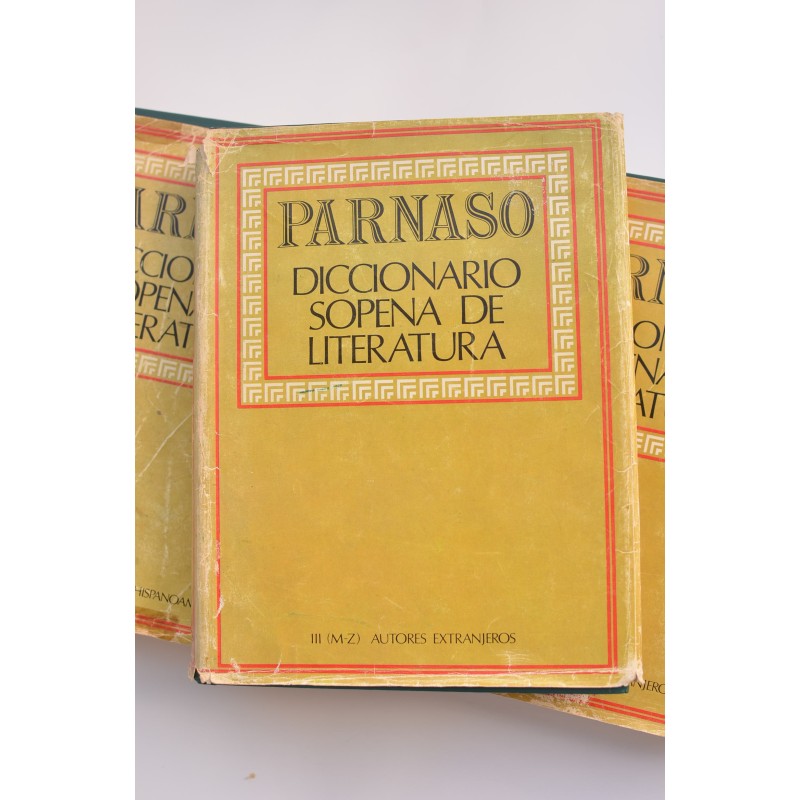 PARNASO
DICCIONARIO
SOPENA DE
LITERATURA
III (M-Z) AUTORES EXTRANJEROS